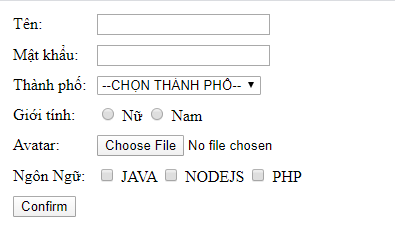 Tên:
Mật khẩu:
Thành phố: --CHỌN THÀNH PHỐ--
Giới tính: Nữ Nam
Avatar: Choose File No file chosen
Ngôn Ngữ: JAVA NODEJS PHP
Confirm